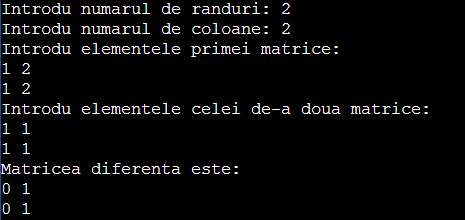 Introdu numarul de randuri: 2
Introdu numarul de coloane: 2
Introdu elementele primei matrice:
1 2
1 2
Introdu elementele celei de-a doua matrice:
1 1
1 1
Matricea diferenta este:
0 1
0 1